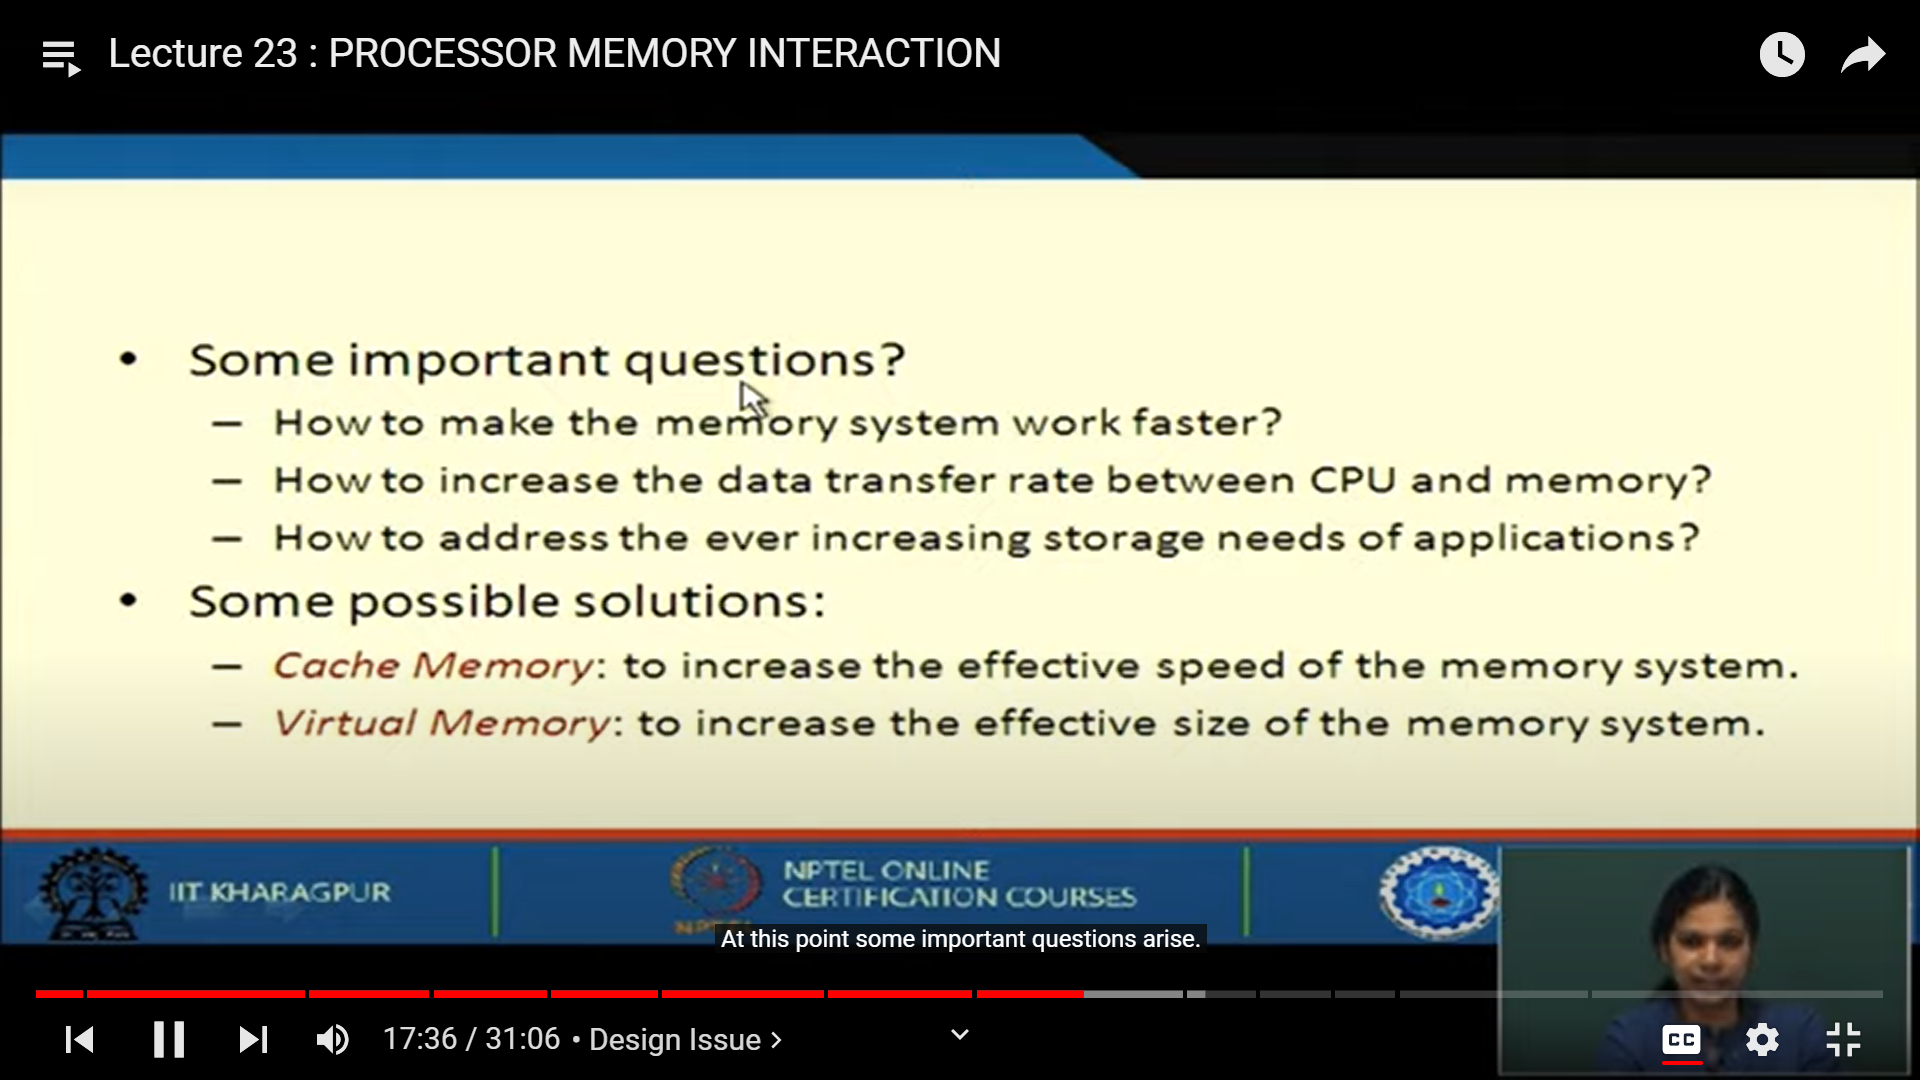 Lecture 23 : PROCESSOR MEMORY INTERACTION
• Some important questions?
– How to make the memory system work faster?
– How to increase the data transfer rate between CPU and memory?
– How to address the ever increasing storage needs of applications?
• Some possible solutions:
– Cache Memory: to increase the effective speed of the memory system.
– Virtual Memory: to increase the effective size of the memory system.
IIT KHARAGPUR
NPTEL ONLINE
CERTIFICATION COURSES
At this point some important questions arise.
17:36 / 31:06 • Design Issue >
CC